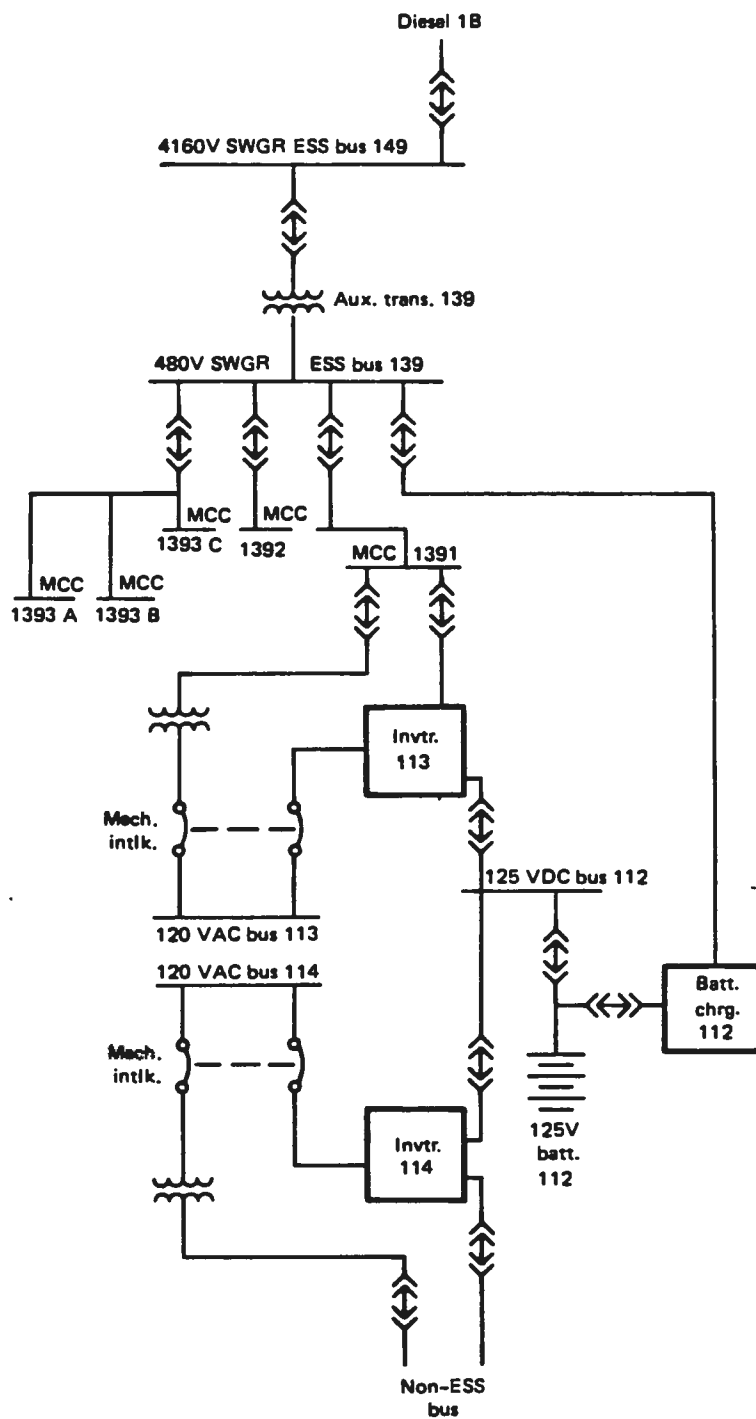 Diesel 1B
4160V SWGR ESS bus 149
Aux. trans. 139
480V SWGR ESS bus 139
MCC
1393 C
MCC
1392
MCC 1391
MCC
1393 A
MCC
1393 B
Invtr.
113
Mech.
intlk.
125 VDC bus 112
120 VAC bus 113
120 VAC bus 114
Batt.
chrg.
112
Mech.
intlk.
Invtr.
114
125V
batt.
112
Non-ESS
bus